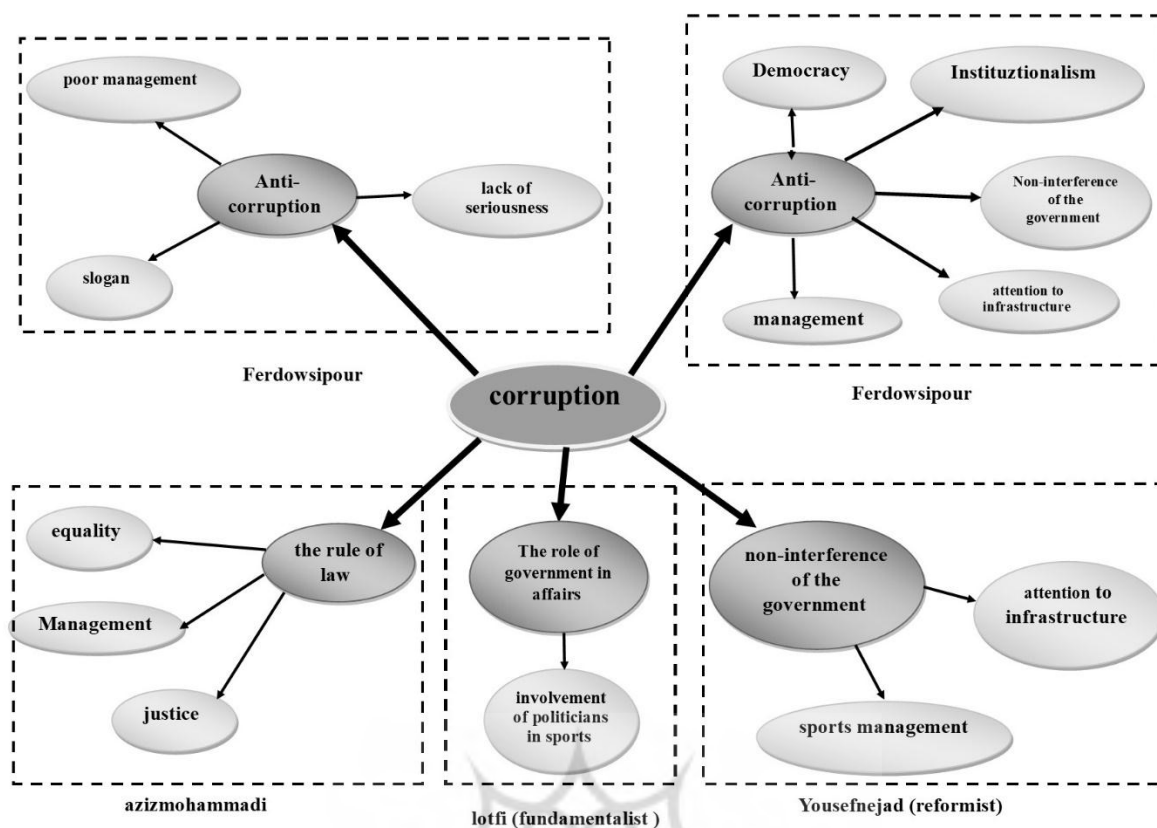 poor management
Anti-
corruption
lack of
seriousness
slogan
Ferdowsipour
Democracy
Instituztionalism
Anti-
corruption
Non-interference
of the
government
attention to
infrastructure
management
Ferdowsipour
corruption
equality
the rule of
law
Management
justice
azizmohammadi
The role of
government in
affairs
involvement
of politicians
in sports
lotfi (fundamentalist )
non-interference
of the
government
attention to
infrastructure
sports management
Yousefnejad (reformist)